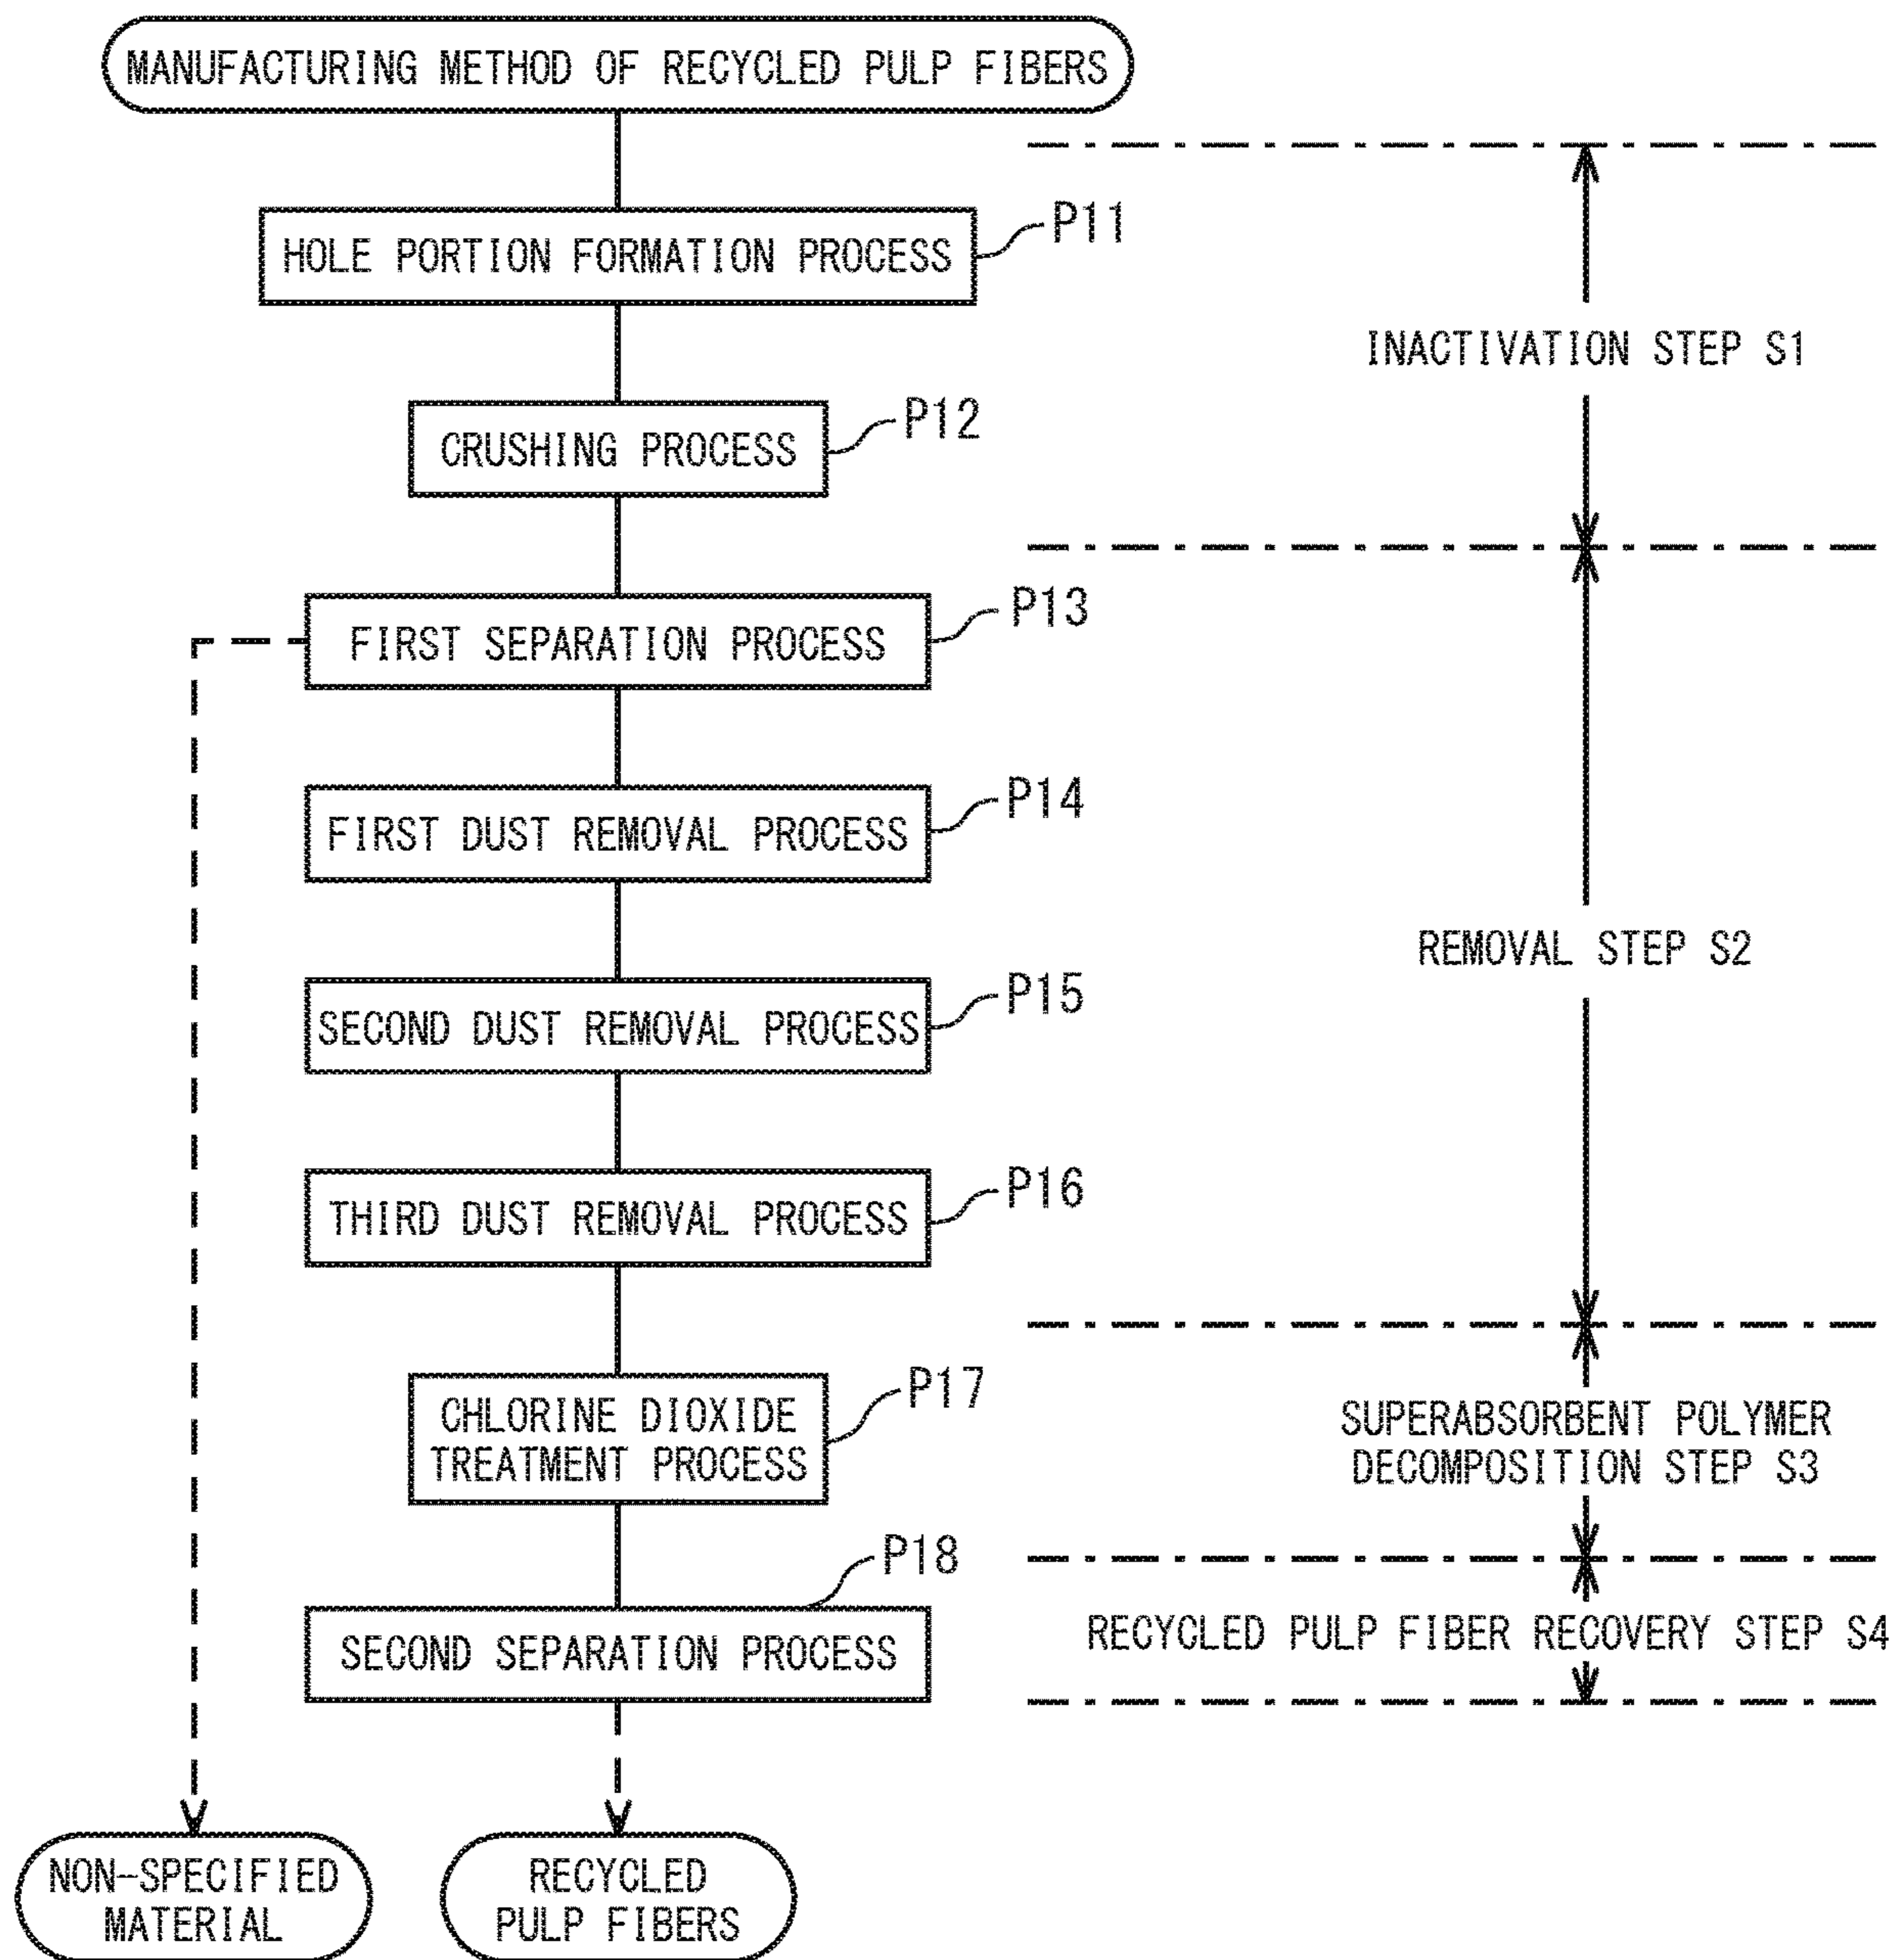 MANUFACTURING METHOD OF RECYCLED PULP FIBERS
HOLE PORTION FORMATION PROCESS
P11
INACTIVATION STEP S1
CRUSHING PROCESS
P12
FIRST SEPARATION PROCESS
P13
FIRST DUST REMOVAL PROCESS
P14
REMOVAL STEP S2
SECOND DUST REMOVAL PROCESS
P15
THIRD DUST REMOVAL PROCESS
P16
CHLORINE DIOXIDE
TREATMENT PROCESS
P17
SUPERABSORBENT POLYMER
DECOMPOSITION STEP S3
P18
SECOND SEPARATION PROCESS
RECYCLED PULP FIBER RECOVERY STEP S4
NON-SPECIFIED
MATERIAL
RECYCLED
PULP FIBERS